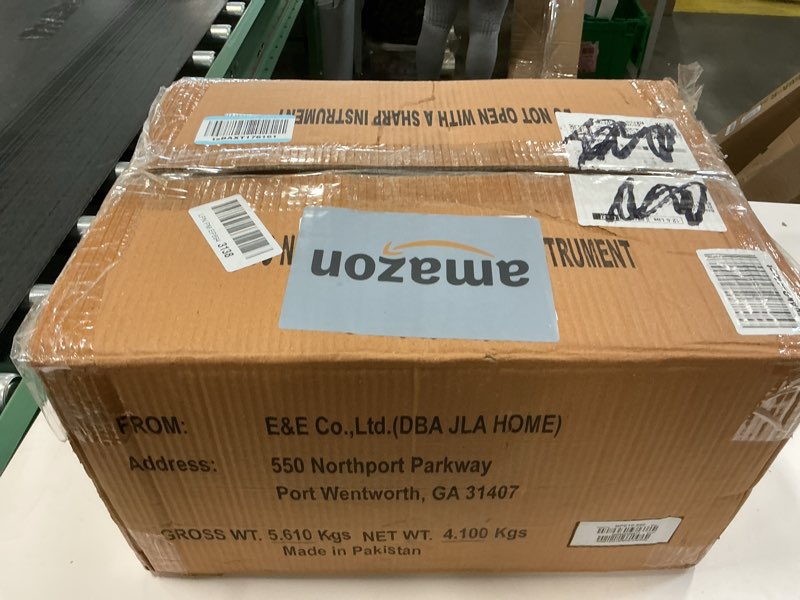 DO NOT OPEN WITH A SHARP INSTRUMENT
3138
amazon
TRUMENT
FROM: E&E Co.,Ltd.(DBA JLA HOME)
Address: 550 Northport Parkway
Port Wentworth, GA 31407
GROSS WT. 5.610 Kgs NET WT. 4.100 Kgs
Made in Pakistan